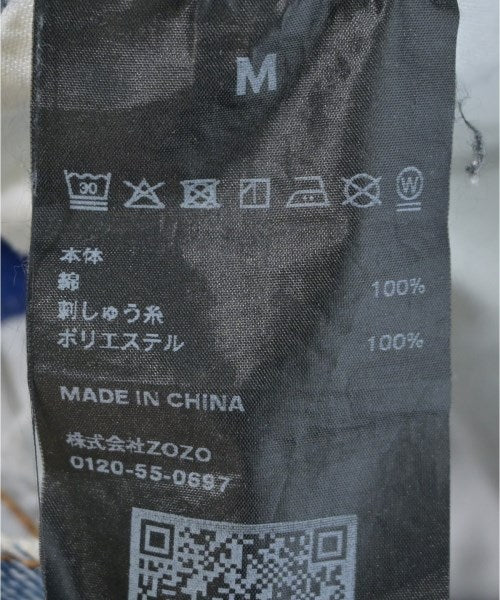 M
30
W
本体
綿 100%
刺しゅう糸
ポリエステル 100%
MADE IN CHINA
株式会社ZOZO
0120-55-0697